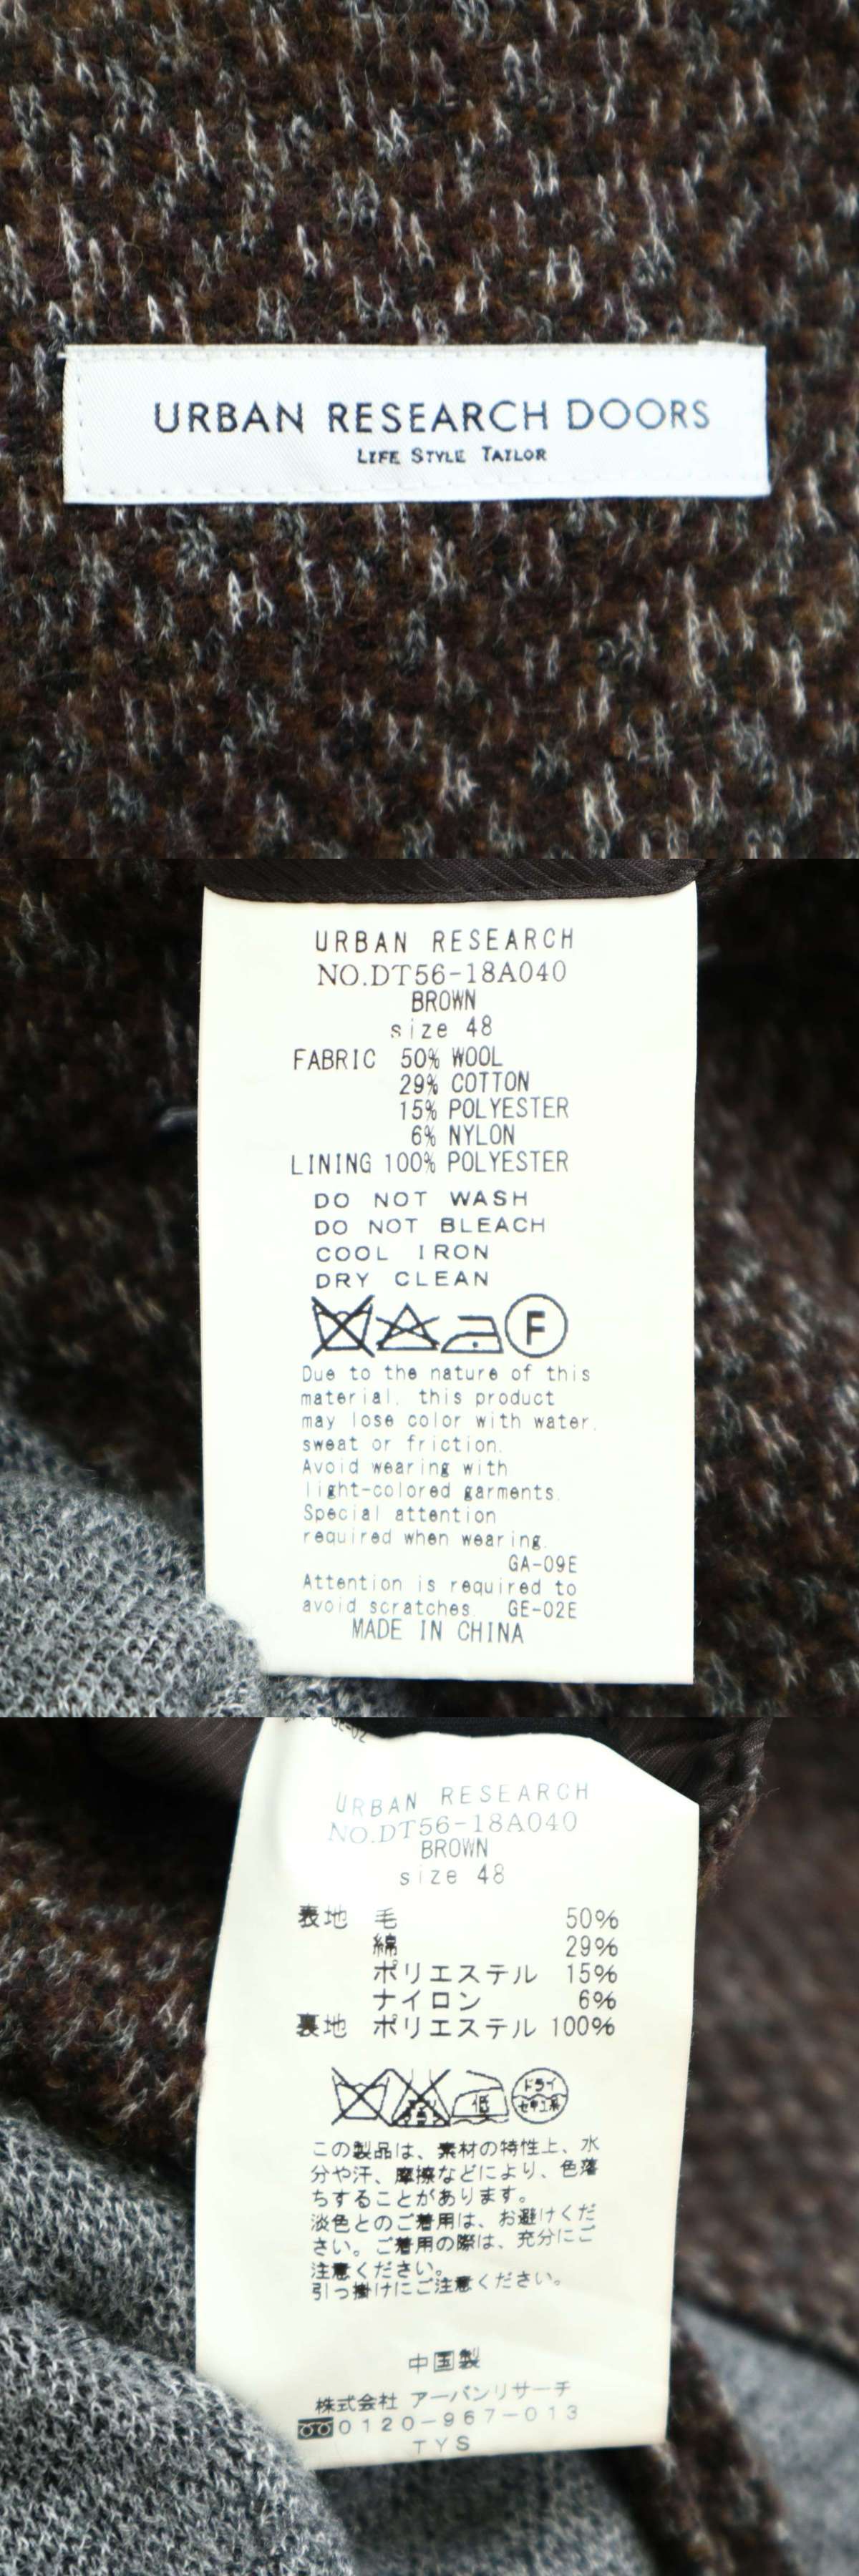 URBAN RESEARCH DOORS
LIFE STYLE TAILOR
URBAN RESEARCH
NO.DT56-18A040
BROWN
size 48
FABRIC 50% WOOL
29% COTTON
15% POLYESTER
6% NYLON
LINING 100% POLYESTER
DO NOT WASH
DO NOT BLEACH
COOL IRON
DRY CLEAN
F
Due to the nature of this
material, this product
may lose color with water,
sweat or friction.
Avoid wearing with
light-colored garments.
Special attention
required when wearing.
GA-09E
Attention is required to
avoid scratches. GE-02E
MADE IN CHINA
GE-02
URBAN RESEARCH
NO.DT56-18A040
BROWN
size 48
表地 毛 50%
綿 29%
ポリエステル 15%
ナイロン 6%
裏地 ポリエステル 100%
低 ドライ
セキユ系
この製品は、素材の特性上、水
分や汗、摩擦などにより、色落
ちすることがあります。
淡色とのご着用は、お避けくだ
さい。ご着用の際は、充分にご
注意ください。
引っ掛けにご注意ください。
中国製
株式会社 アーバンリサーチ
0120-967-013
TYS